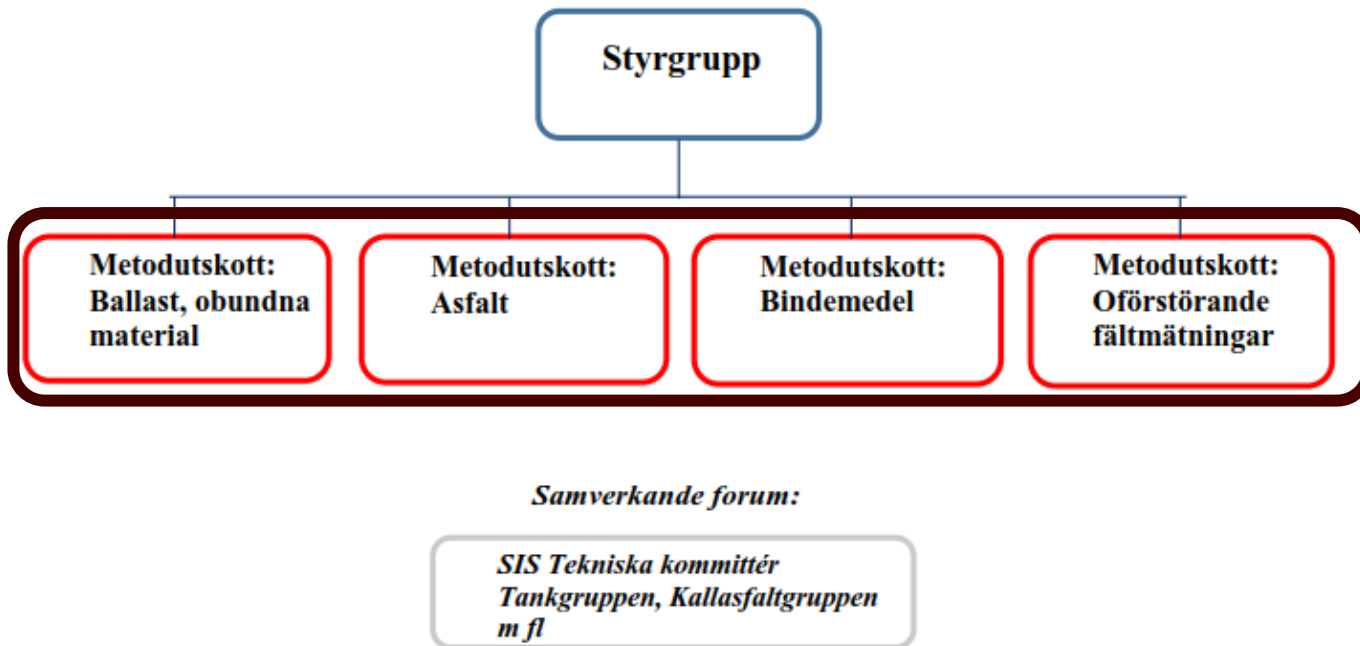 Styrgrupp
Metodutskott:
Ballast, obundna
material
Metodutskott:
Asfalt
Metodutskott:
Bindemedel
Metodutskott:
Oförstörande
fältmätningar
Samverkande forum:
SIS Tekniska kommittér
Tankgruppen, Kallasfaltgruppen
m fl